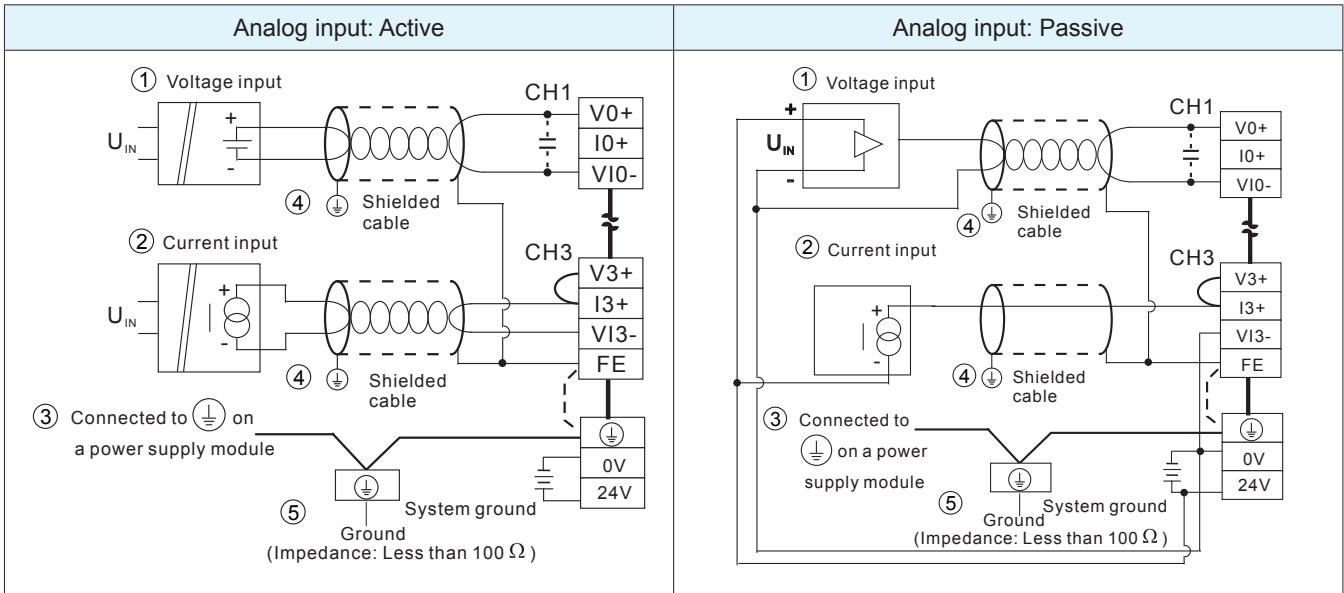 Analog input: Active
① Voltage input
CH1
V0+
+
I0+
UIN
-
VI0-
④ Shielded
cable
② Current input
CH3
V3+
+
I3+
UIN
-
VI3-
FE
④ Shielded
cable
③ Connected to on
a power supply module
0V
24V
System ground
⑤
Ground
(Impedance: Less than 100 Ω)
Analog input: Passive
① Voltage input
CH1
+
V0+
UIN
I0+
-
VI0-
④ Shielded
cable
② Current input
CH3
V3+
+
I3+
VI3-
-
FE
④ Shielded
cable
③ Connected to
on a power
supply module
0V
24V
System ground
⑤
Ground
(Impedance: Less than 100 Ω)